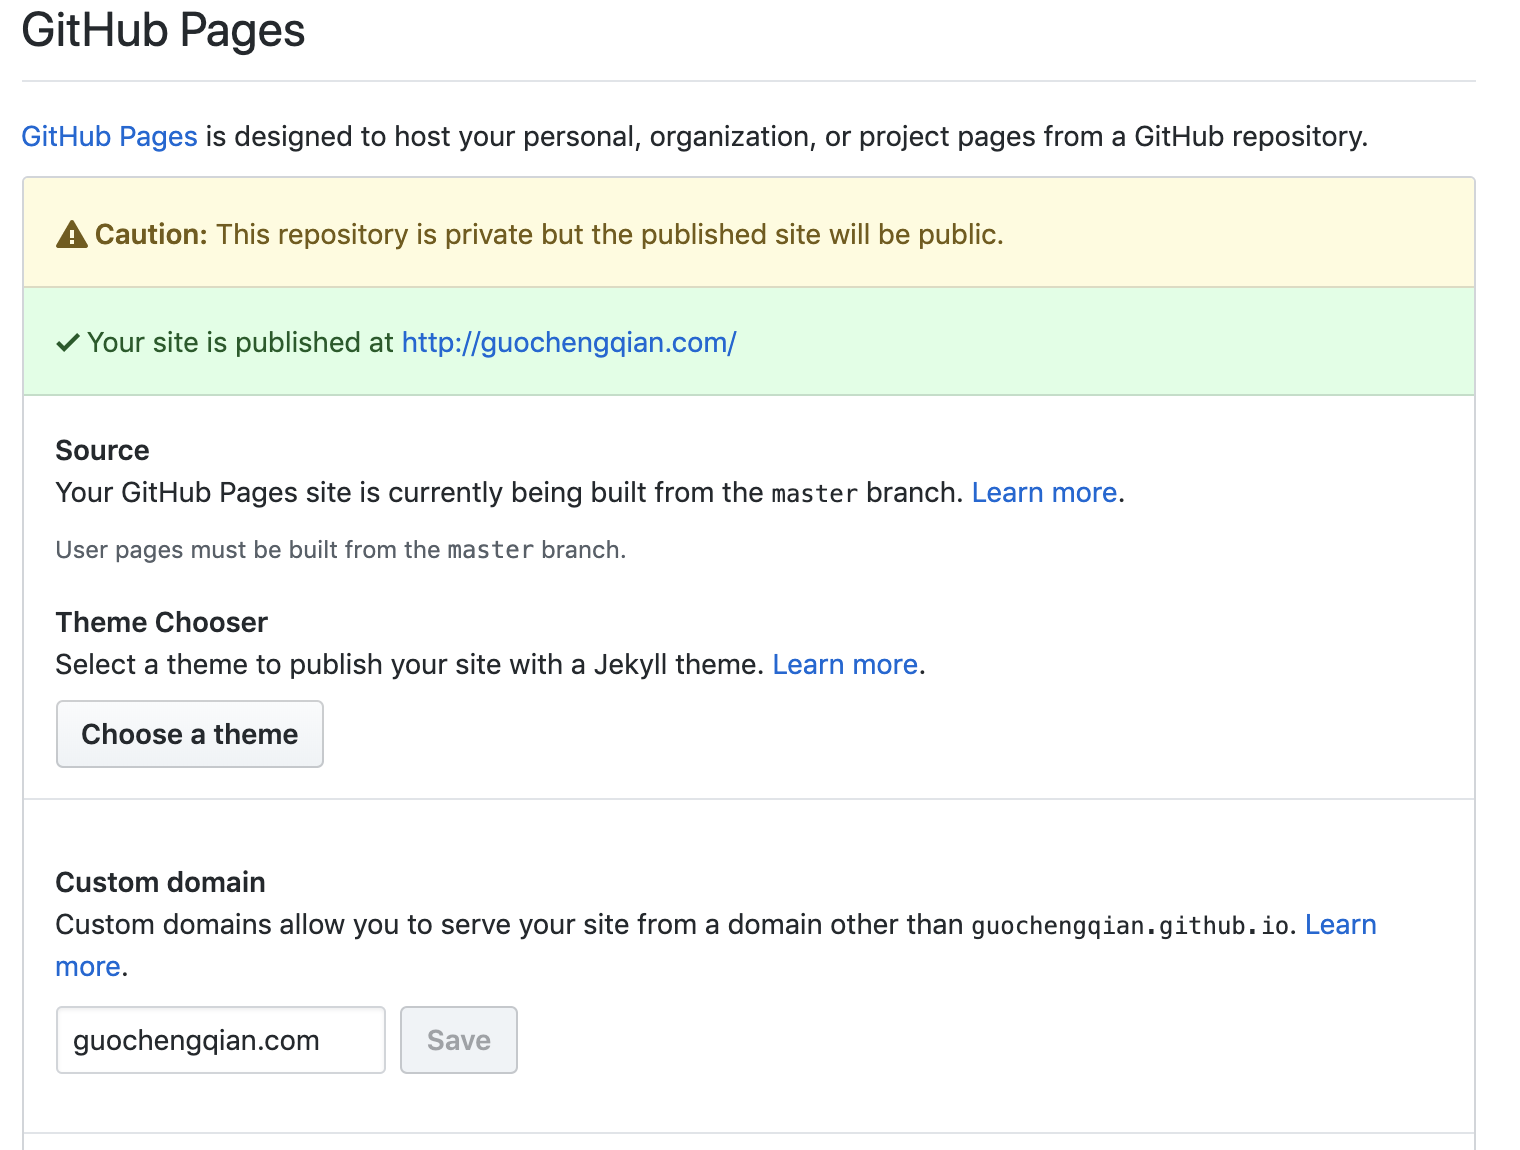 GitHub Pages
GitHub Pages is designed to host your personal, organization, or project pages from a GitHub repository.
Caution: This repository is private but the published site will be public.
Your site is published at http://guochengqian.com/
Source
Your GitHub Pages site is currently being built from the master branch. Learn more.
User pages must be built from the master branch.
Theme Chooser
Select a theme to publish your site with a Jekyll theme. Learn more.
Choose a theme
Custom domain
Custom domains allow you to serve your site from a domain other than guochengqian.github.io. Learn
more.
guochengqian.com Save